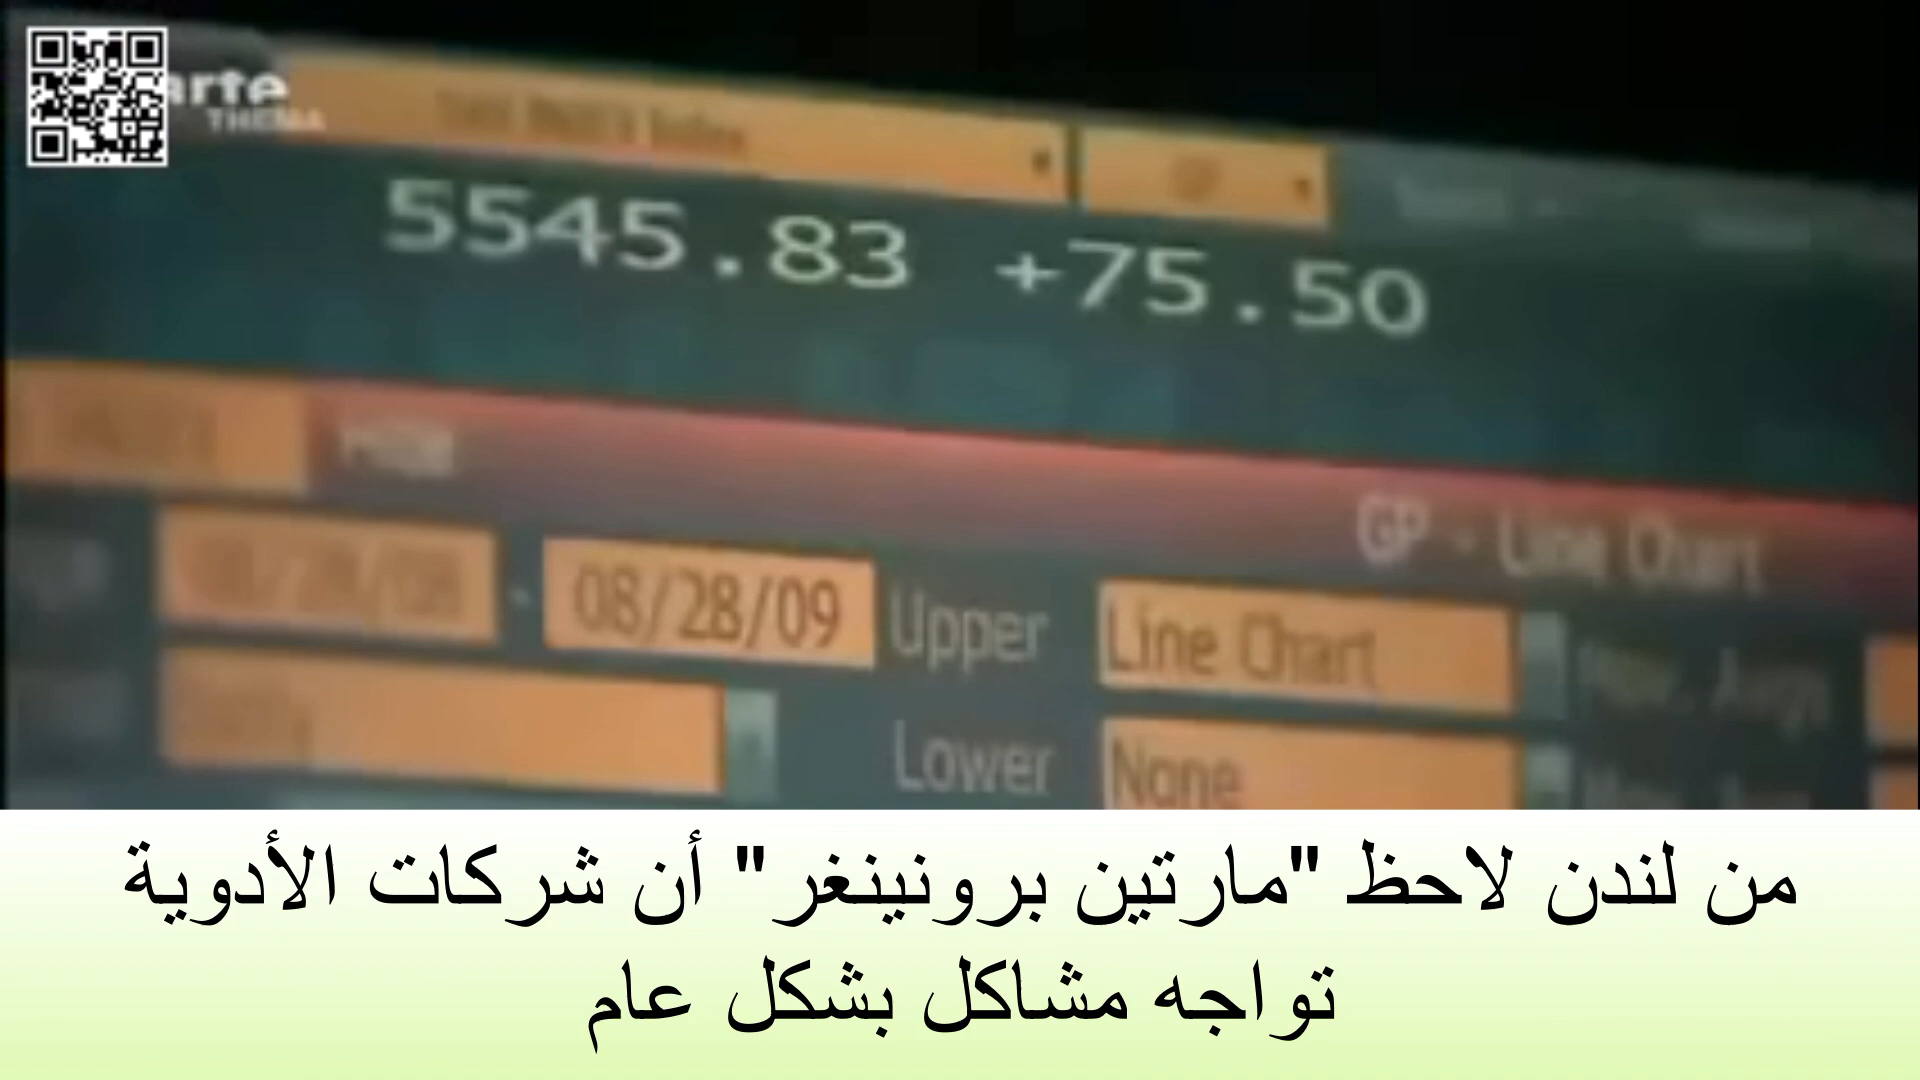 arte
THEMA
5545.83 +75.50
GP - Line Chart
08/28/09 Upper Line Chart
Lower None
من لندن لاحظ "مارتين برونينغر" أن شركات الأدوية
تواجه مشاكل بشكل عام